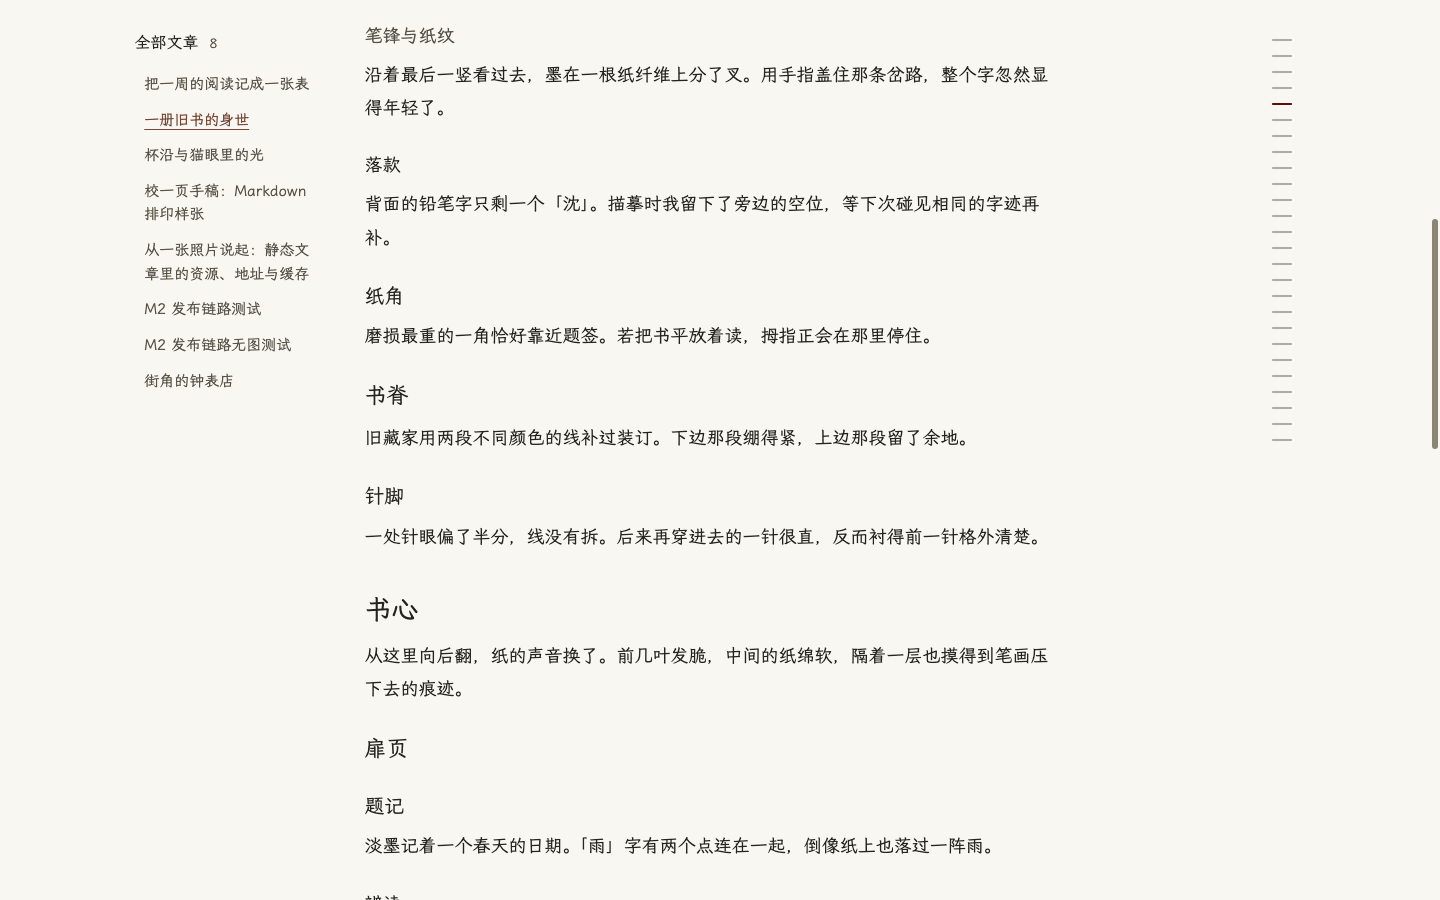 全部文章 8
把一周的阅读记成一张表
一册旧书的身世
杯沿与猫眼里的光
校一页手稿：Markdown
排印样张
从一张照片说起：静态文
章里的资源、地址与缓存
M2 发布链路测试
M2 发布链路无图测试
街角的钟表店
笔锋与纸纹
沿着最后一竖看过去，墨在一根纸纤维上分了叉。用手指盖住那条岔路，整个字忽然显
得年轻了。
落款
背面的铅笔字只剩一个「沈」。描摹时我留下了旁边的空位，等下次碰见相同的字迹再
补。
纸角
磨损最重的一角恰好靠近题签。若把书平放着读，拇指正会在那里停住。
书脊
旧藏家用两段不同颜色的线补过装订。下边那段绷得紧，上边那段留了余地。
针脚
一处针眼偏了半分，线没有拆。后来再穿进去的一针很直，反而衬得前一针格外清楚。
书心
从这里向后翻，纸的声音换了。前几叶发脆，中间的纸绵软，隔着一层也摸得到笔画压
下去的痕迹。
扉页
题记
淡墨记着一个春天的日期。「雨」字有两个点连在一起，倒像纸上也落过一阵雨。